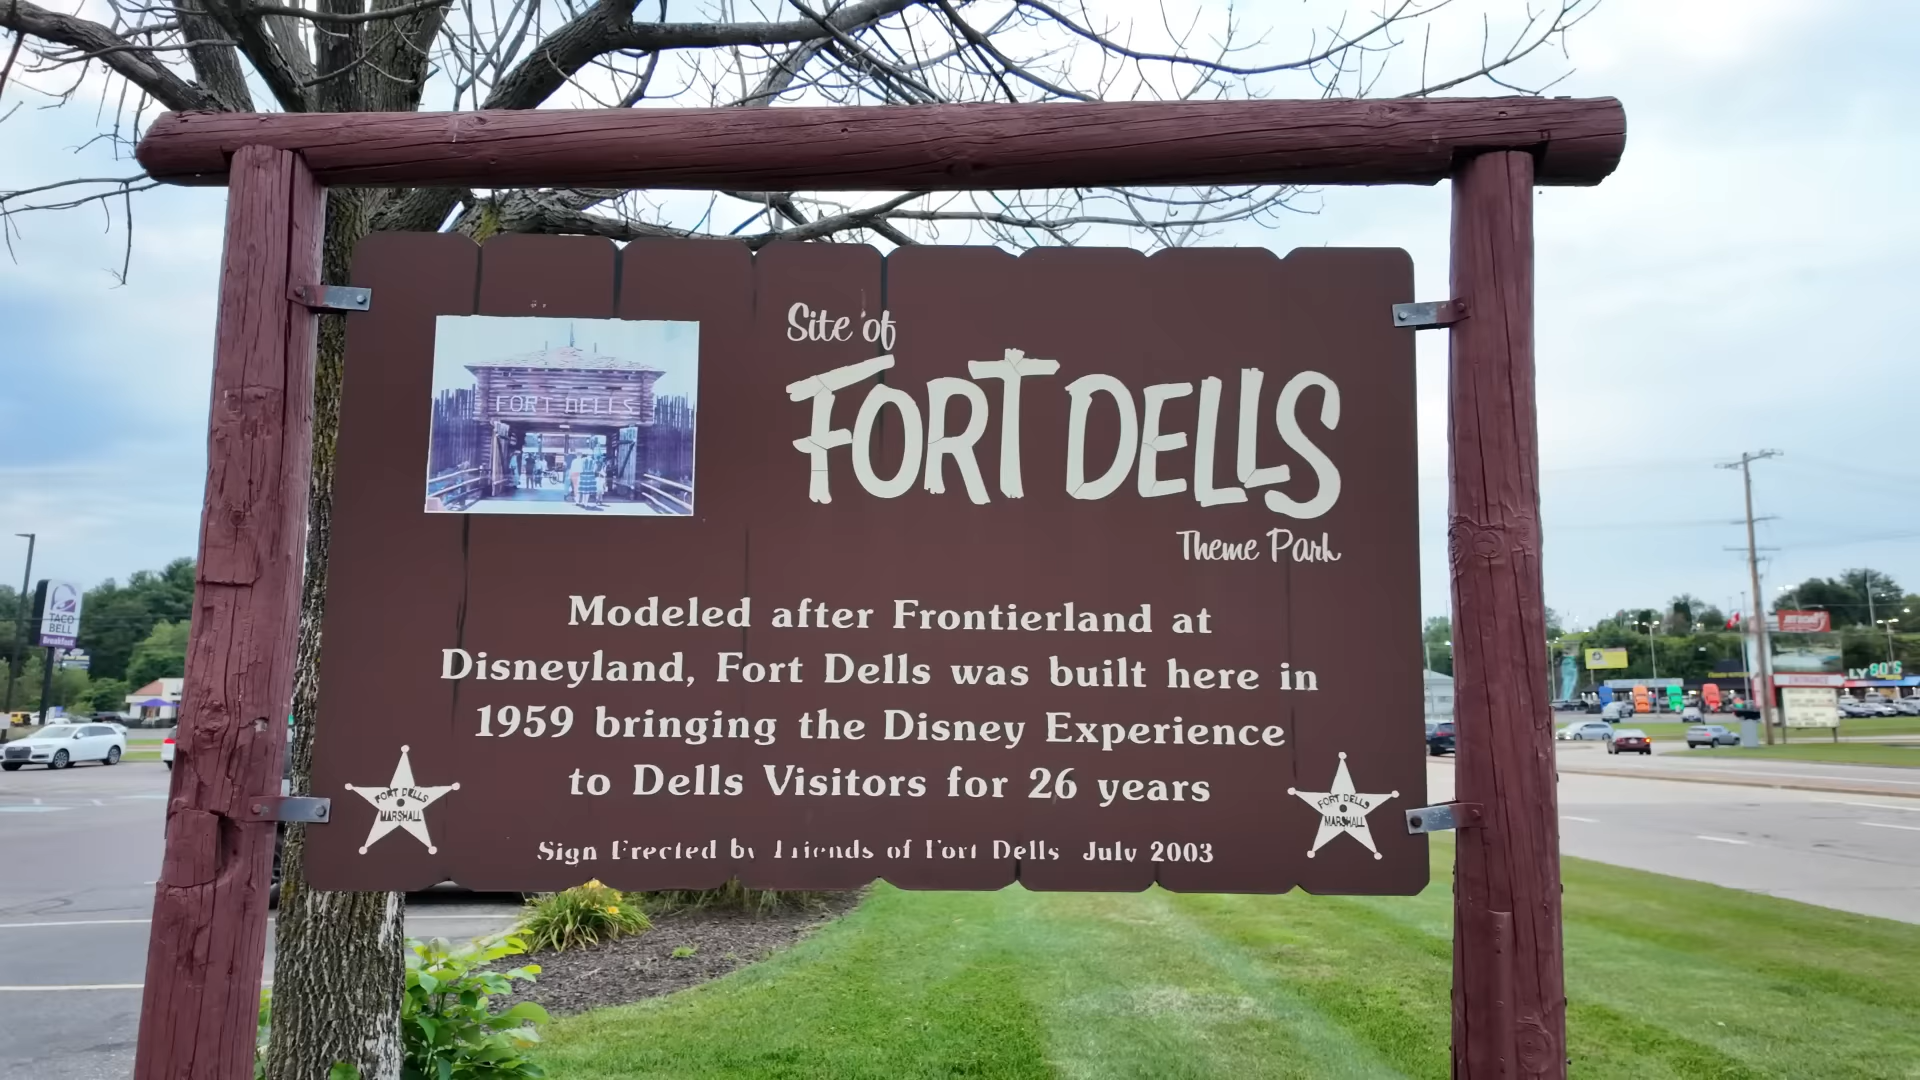 Site of
FORT DELLS
Theme Park
FORT DELLS
Modeled after Frontierland at
Disneyland, Fort Dells was built here in
1959 bringing the Disney Experience
to Dells Visitors for 26 years
FORT DELLS
MARSHALL
FORT DELLS
MARSHALL
Sign Erected by Friends of Fort Dells July 2003
TACO
BELL
Breakfast
ENTRANCE